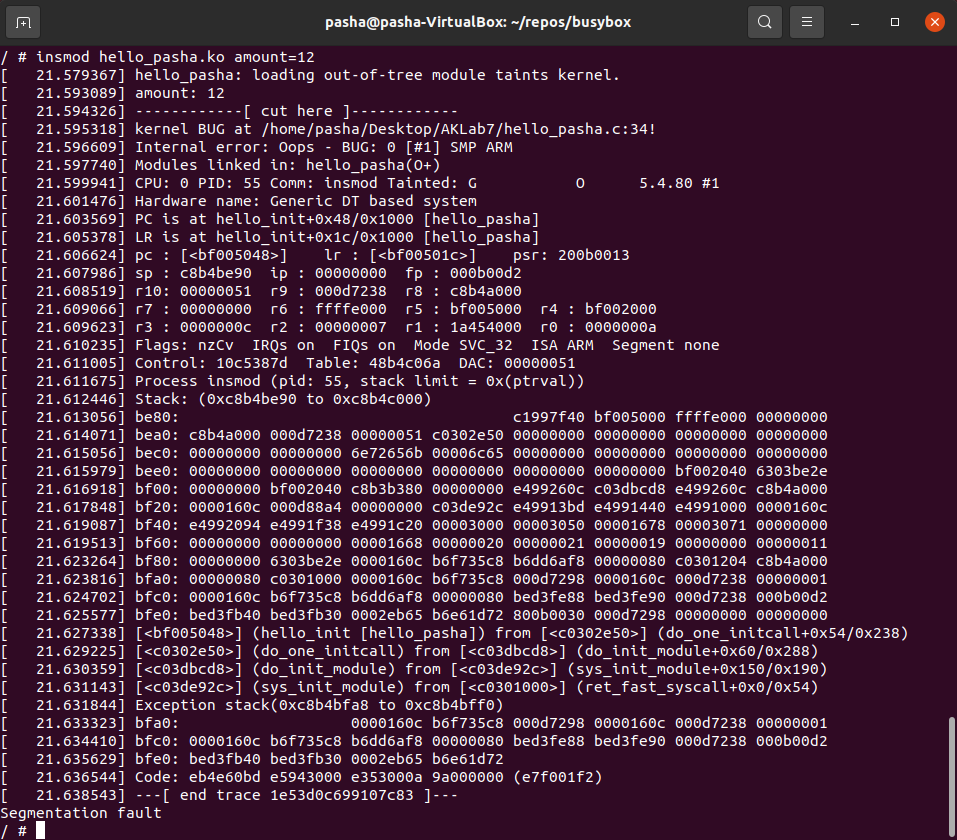 pasha@pasha-VirtualBox: ~/repos/busybox
/ # insmod hello_pasha.ko amount=12
[   21.579367] hello_pasha: loading out-of-tree module taints kernel.
[   21.593089] amount: 12
[   21.594326] ------------[ cut here ]------------
[   21.595318] kernel BUG at /home/pasha/Desktop/AKLab7/hello_pasha.c:34!
[   21.596609] Internal error: Oops - BUG: 0 [#1] SMP ARM
[   21.597740] Modules linked in: hello_pasha(O+)
[   21.599941] CPU: 0 PID: 55 Comm: insmod Tainted: G           O      5.4.80 #1
[   21.601476] Hardware name: Generic DT based system
[   21.603569] PC is at hello_init+0x48/0x1000 [hello_pasha]
[   21.605378] LR is at hello_init+0x1c/0x1000 [hello_pasha]
[   21.606624] pc : [<bf005048>]    lr : [<bf00501c>]    psr: 200b0013
[   21.607986] sp : c8b4be90  ip : 00000000  fp : 000b00d2
[   21.608519] r10: 00000051  r9 : 000d7238  r8 : c8b4a000
[   21.609066] r7 : 00000000  r6 : ffffe000  r5 : bf005000  r4 : bf002000
[   21.609623] r3 : 0000000c  r2 : 00000007  r1 : 1a454000  r0 : 0000000a
[   21.610235] Flags: nzCv  IRQs on  FIQs on  Mode SVC_32  ISA ARM  Segment none
[   21.611005] Control: 10c5387d  Table: 48b4c06a  DAC: 00000051
[   21.611675] Process insmod (pid: 55, stack limit = 0x(ptrval))
[   21.612446] Stack: (0xc8b4be90 to 0xc8b4c000)
[   21.613056] be80:                                     c1997f40 bf005000 ffffe000 00000000
[   21.614071] bea0: c8b4a000 000d7238 00000051 c0302e50 00000000 00000000 00000000 00000000
[   21.615056] bec0: 00000000 00000000 6e72656b 00006c65 00000000 00000000 00000000 00000000
[   21.615979] bee0: 00000000 00000000 00000000 00000000 00000000 00000000 bf002040 6303be2e
[   21.616918] bf00: 00000000 bf002040 c8b3b380 00000000 e499260c c03dbcd8 e499260c c8b4a000
[   21.617848] bf20: 0000160c 000d88a4 00000000 c03de92c e49913bd e4991440 e4991000 0000160c
[   21.619087] bf40: e4992094 e4991f38 e4991c20 00003000 00003050 00001678 00003071 00000000
[   21.619513] bf60: 00000000 00000000 00001668 00000020 00000021 00000019 00000000 00000011
[   21.623264] bf80: 00000000 6303be2e 0000160c b6f735c8 b6dd6af8 00000080 c0301204 c8b4a000
[   21.623816] bfa0: 00000080 c0301000 0000160c b6f735c8 000d7298 0000160c 000d7238 00000001
[   21.624702] bfc0: 0000160c b6f735c8 b6dd6af8 00000080 bed3fe88 bed3fe90 000d7238 000b00d2
[   21.625577] bfe0: bed3fb40 bed3fb30 0002eb65 b6e61d72 800b0030 000d7298 00000000 00000000
[   21.627338] [<bf005048>] (hello_init [hello_pasha]) from [<c0302e50>] (do_one_initcall+0x54/0x238)
[   21.629225] [<c0302e50>] (do_one_initcall) from [<c03dbcd8>] (do_init_module+0x60/0x288)
[   21.630359] [<c03dbcd8>] (do_init_module) from [<c03de92c>] (sys_init_module+0x150/0x190)
[   21.631143] [<c03de92c>] (sys_init_module) from [<c0301000>] (ret_fast_syscall+0x0/0x54)
[   21.631844] Exception stack(0xc8b4bfa8 to 0xc8b4bff0)
[   21.633323] bfa0:                   0000160c b6f735c8 000d7298 0000160c 000d7238 00000001
[   21.634410] bfc0: 0000160c b6f735c8 b6dd6af8 00000080 bed3fe88 bed3fe90 000d7238 000b00d2
[   21.635629] bfe0: bed3fb40 bed3fb30 0002eb65 b6e61d72
[   21.636544] Code: eb4e60bd e5943000 e353000a 9a000000 (e7f001f2)
[   21.638543] ---[ end trace 1e53d0c699107c83 ]---
Segmentation fault
/ #